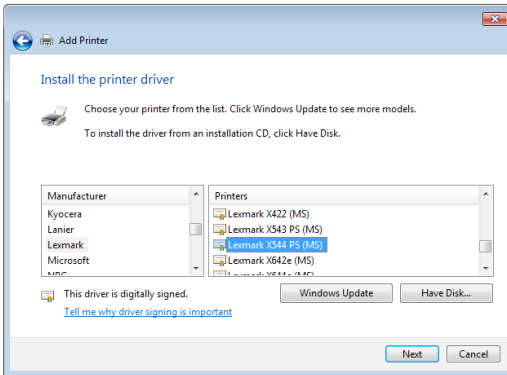 Add Printer
Install the printer driver
Choose your printer from the list. Click Windows Update to see more models.
To install the driver from an installation CD, click Have Disk.
Manufacturer
Kyocera
Lanier
Lexmark
Microsoft
Printers
Lexmark X422 (MS)
Lexmark X543 PS (MS)
Lexmark X544 PS (MS)
Lexmark X642e (MS)
This driver is digitally signed.
Tell me why driver signing is important
Windows Update
Have Disk...
Next
Cancel